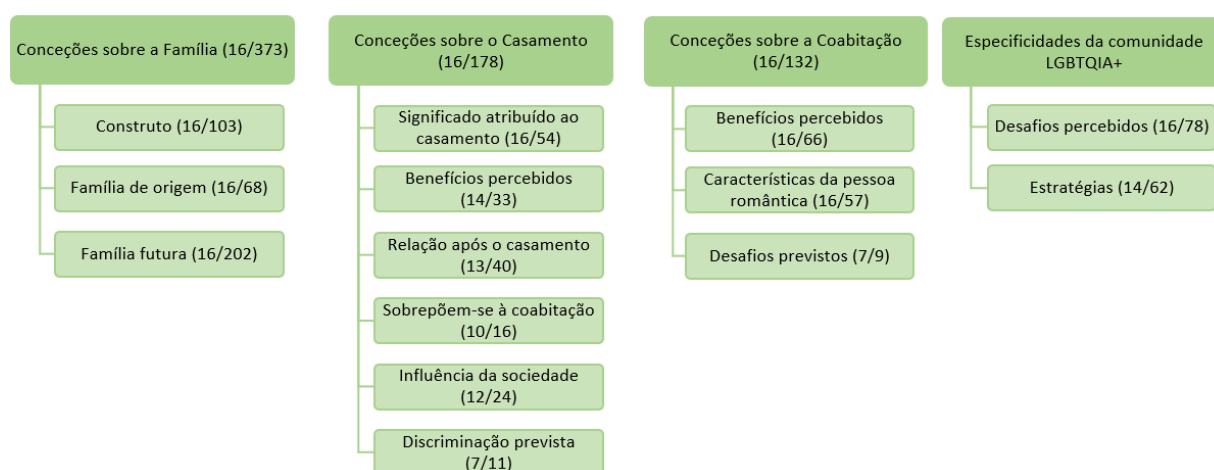 Conceções sobre a Família (16/373)
Construto (16/103)
Família de origem (16/68)
Família futura (16/202)
Conceções sobre o Casamento
(16/178)
Significado atribuído ao
casamento (16/54)
Benefícios percebidos
(14/33)
Relação após o casamento
(13/40)
Sobrepõem-se à coabitação
(10/16)
Influência da sociedade
(12/24)
Discriminação prevista
(7/11)
Conceções sobre a Coabitação
(16/132)
Benefícios percebidos
(16/66)
Características da pessoa
romântica (16/57)
Desafios previstos (7/9)
Especificidades da comunidade
LGBTQIA+
Desafios percebidos (16/78)
Estratégias (14/62)